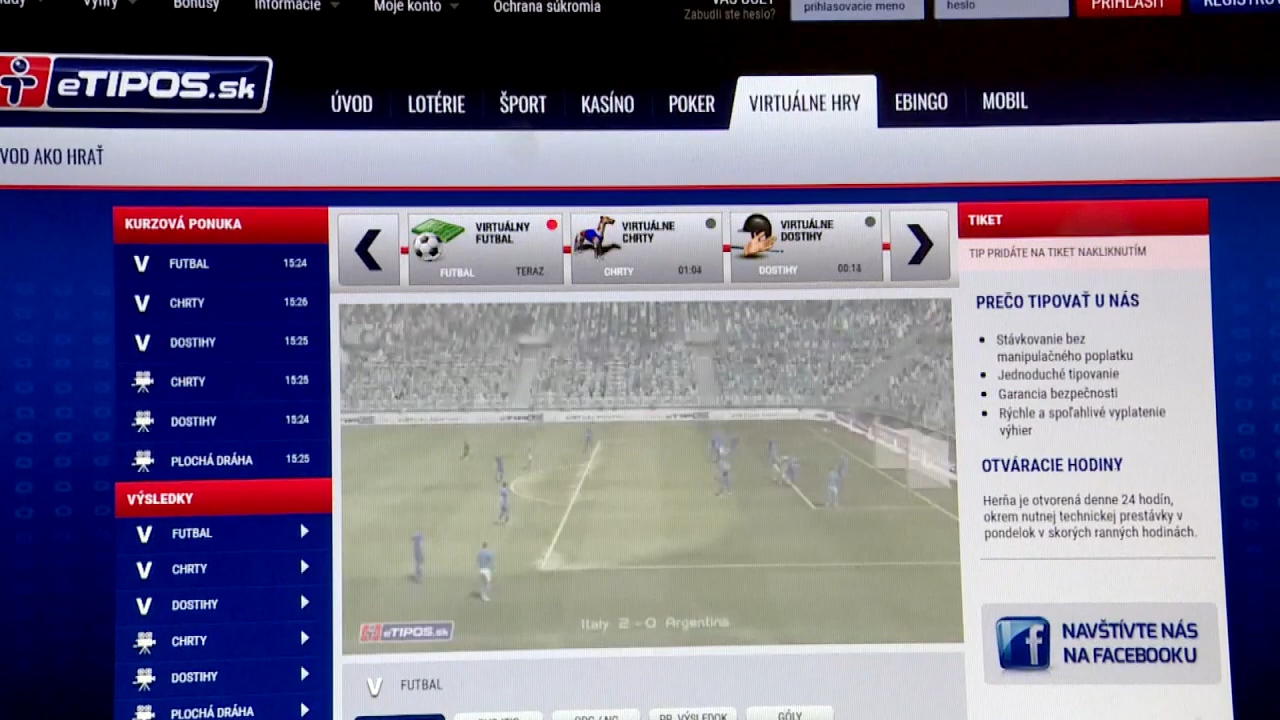 Bonusy
Informácie
Moje konto
Ochrana súkromia
Zabudli ste heslo?
prihlasovacie meno
heslo
PRIHLÁSIŤ
eTIPOS.sk
ÚVOD
LOTÉRIE
ŠPORT
KASÍNO
POKER
VIRTUÁLNE HRY
EBINGO
MOBIL
AKO HRAŤ
KURZOVÁ PONUKA
FUTBAL 15:24
CHRTY 15:26
DOSTIHY 15:25
CHRTY 15:25
DOSTIHY 15:24
PLOCHÁ DRÁHA 15:25
VÝSLEDKY
FUTBAL
CHRTY
DOSTIHY
CHRTY
DOSTIHY
PLOCHÁ DRÁHA
VIRTUÁLNY
FUTBAL
FUTBAL TERAZ
VIRTUÁLNE
CHRTY
CHRTY 01:04
VIRTUÁLNE
DOSTIHY
DOSTIHY 00:18
eTIPOS.sk
Italy 2-0 Argentina
V FUTBAL
GÓLY
TIKET
TIP PRIDÁTE NA TIKET NAKLIKNUTÍM
PREČO TIPOVAŤ U NÁS
Stávkovanie bez
manipulačného poplatku
Jednoduché tipovanie
Garancia bezpečnosti
Rýchle a spoľahlivé vyplatenie
výhier
OTVÁRACIE HODINY
Herňa je otvorená denne 24 hodín,
okrem nutnej technickej prestávky v
pondelok v skorých ranných hodinách.
NAVŠTÍVTE NÁS
NA FACEBOOKU